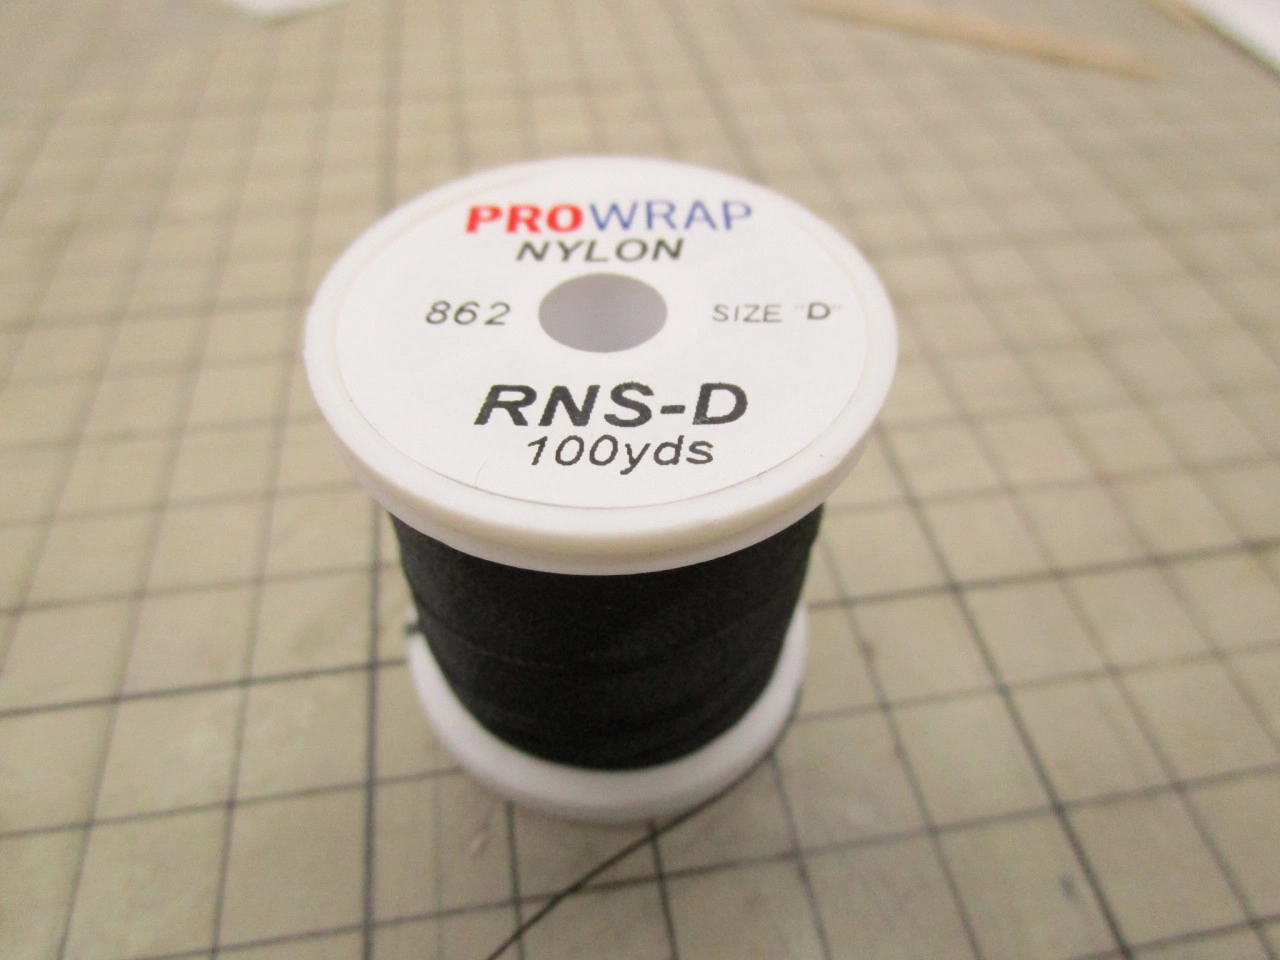 PROWRAP
NYLON
862
SIZE "D"
RNS-D
100yds